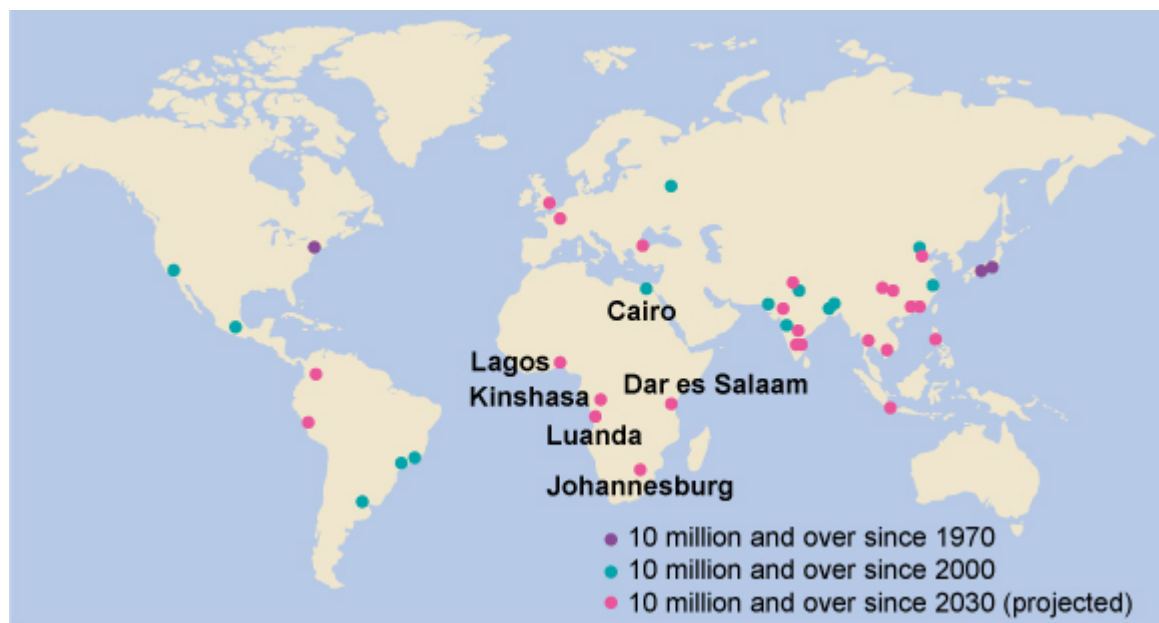 Cairo
Lagos
Kinshasa
Dar es Salaam
Luanda
Johannesburg
10 million and over since 1970
10 million and over since 2000
10 million and over since 2030 (projected)